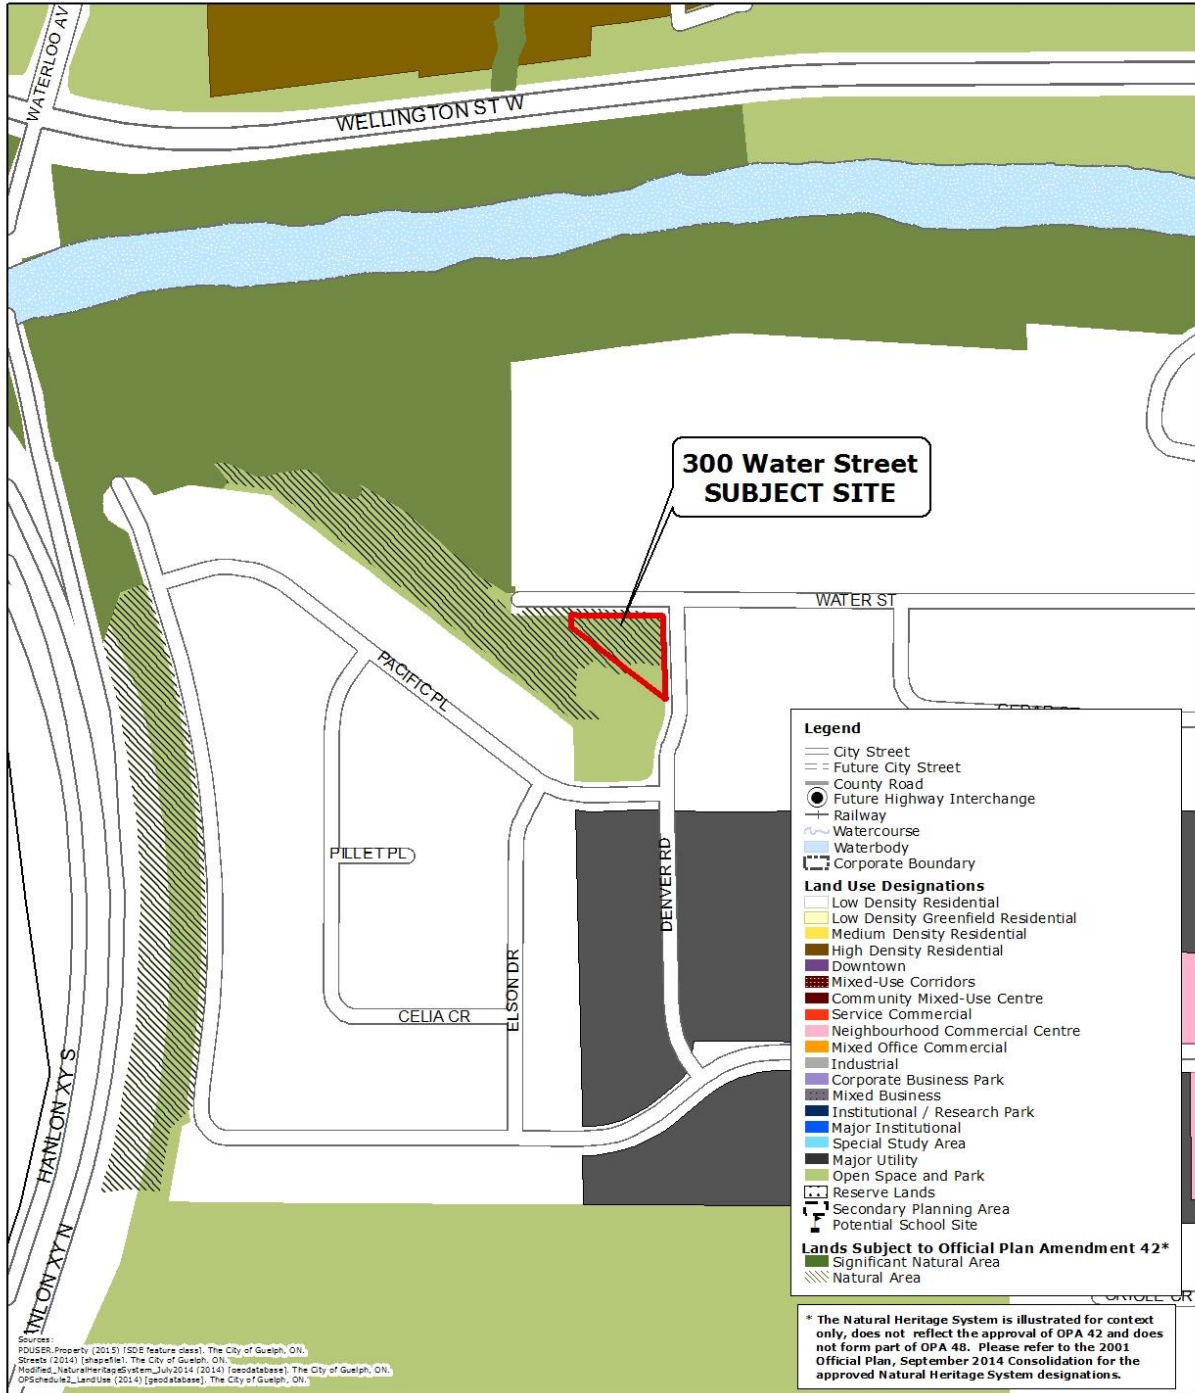 WATERLOO AV
WELLINGTON ST W
300 Water Street
SUBJECT SITE
WATER ST
PACIFIC PL
PILLET PL
DENVER RD
ELSON DR
CELIA CR
HANLON XY S
ANLON XY N
Legend
City Street
Future City Street
County Road
Future Highway Interchange
Railway
Watercourse
Waterbody
Corporate Boundary
Land Use Designations
Low Density Residential
Low Density Greenfield Residential
Medium Density Residential
High Density Residential
Downtown
Mixed-Use Corridors
Community Mixed-Use Centre
Service Commercial
Neighbourhood Commercial Centre
Mixed Office Commercial
Industrial
Corporate Business Park
Mixed Business
Institutional / Research Park
Major Institutional
Special Study Area
Major Utility
Open Space and Park
Reserve Lands
Secondary Planning Area
Potential School Site
Lands Subject to Official Plan Amendment 42*
Significant Natural Area
Natural Area
* The Natural Heritage System is illustrated for context
only, does not reflect the approval of OPA 42 and does
not form part of OPA 48. Please refer to the 2001
Official Plan, September 2014 Consolidation for the
approved Natural Heritage System designations.
Sources:
PDUSER.Property (2015) [SDE feature class]. The City of Guelph, ON.
Streets (2014) [shapefile]. The City of Guelph, ON.
Modified_NaturalHeritageSystem_July2014 (2014) [geodatabase]. The City of Guelph, ON.
OPSchedule2_LandUse (2014) [geodatabase]. The City of Guelph, ON.